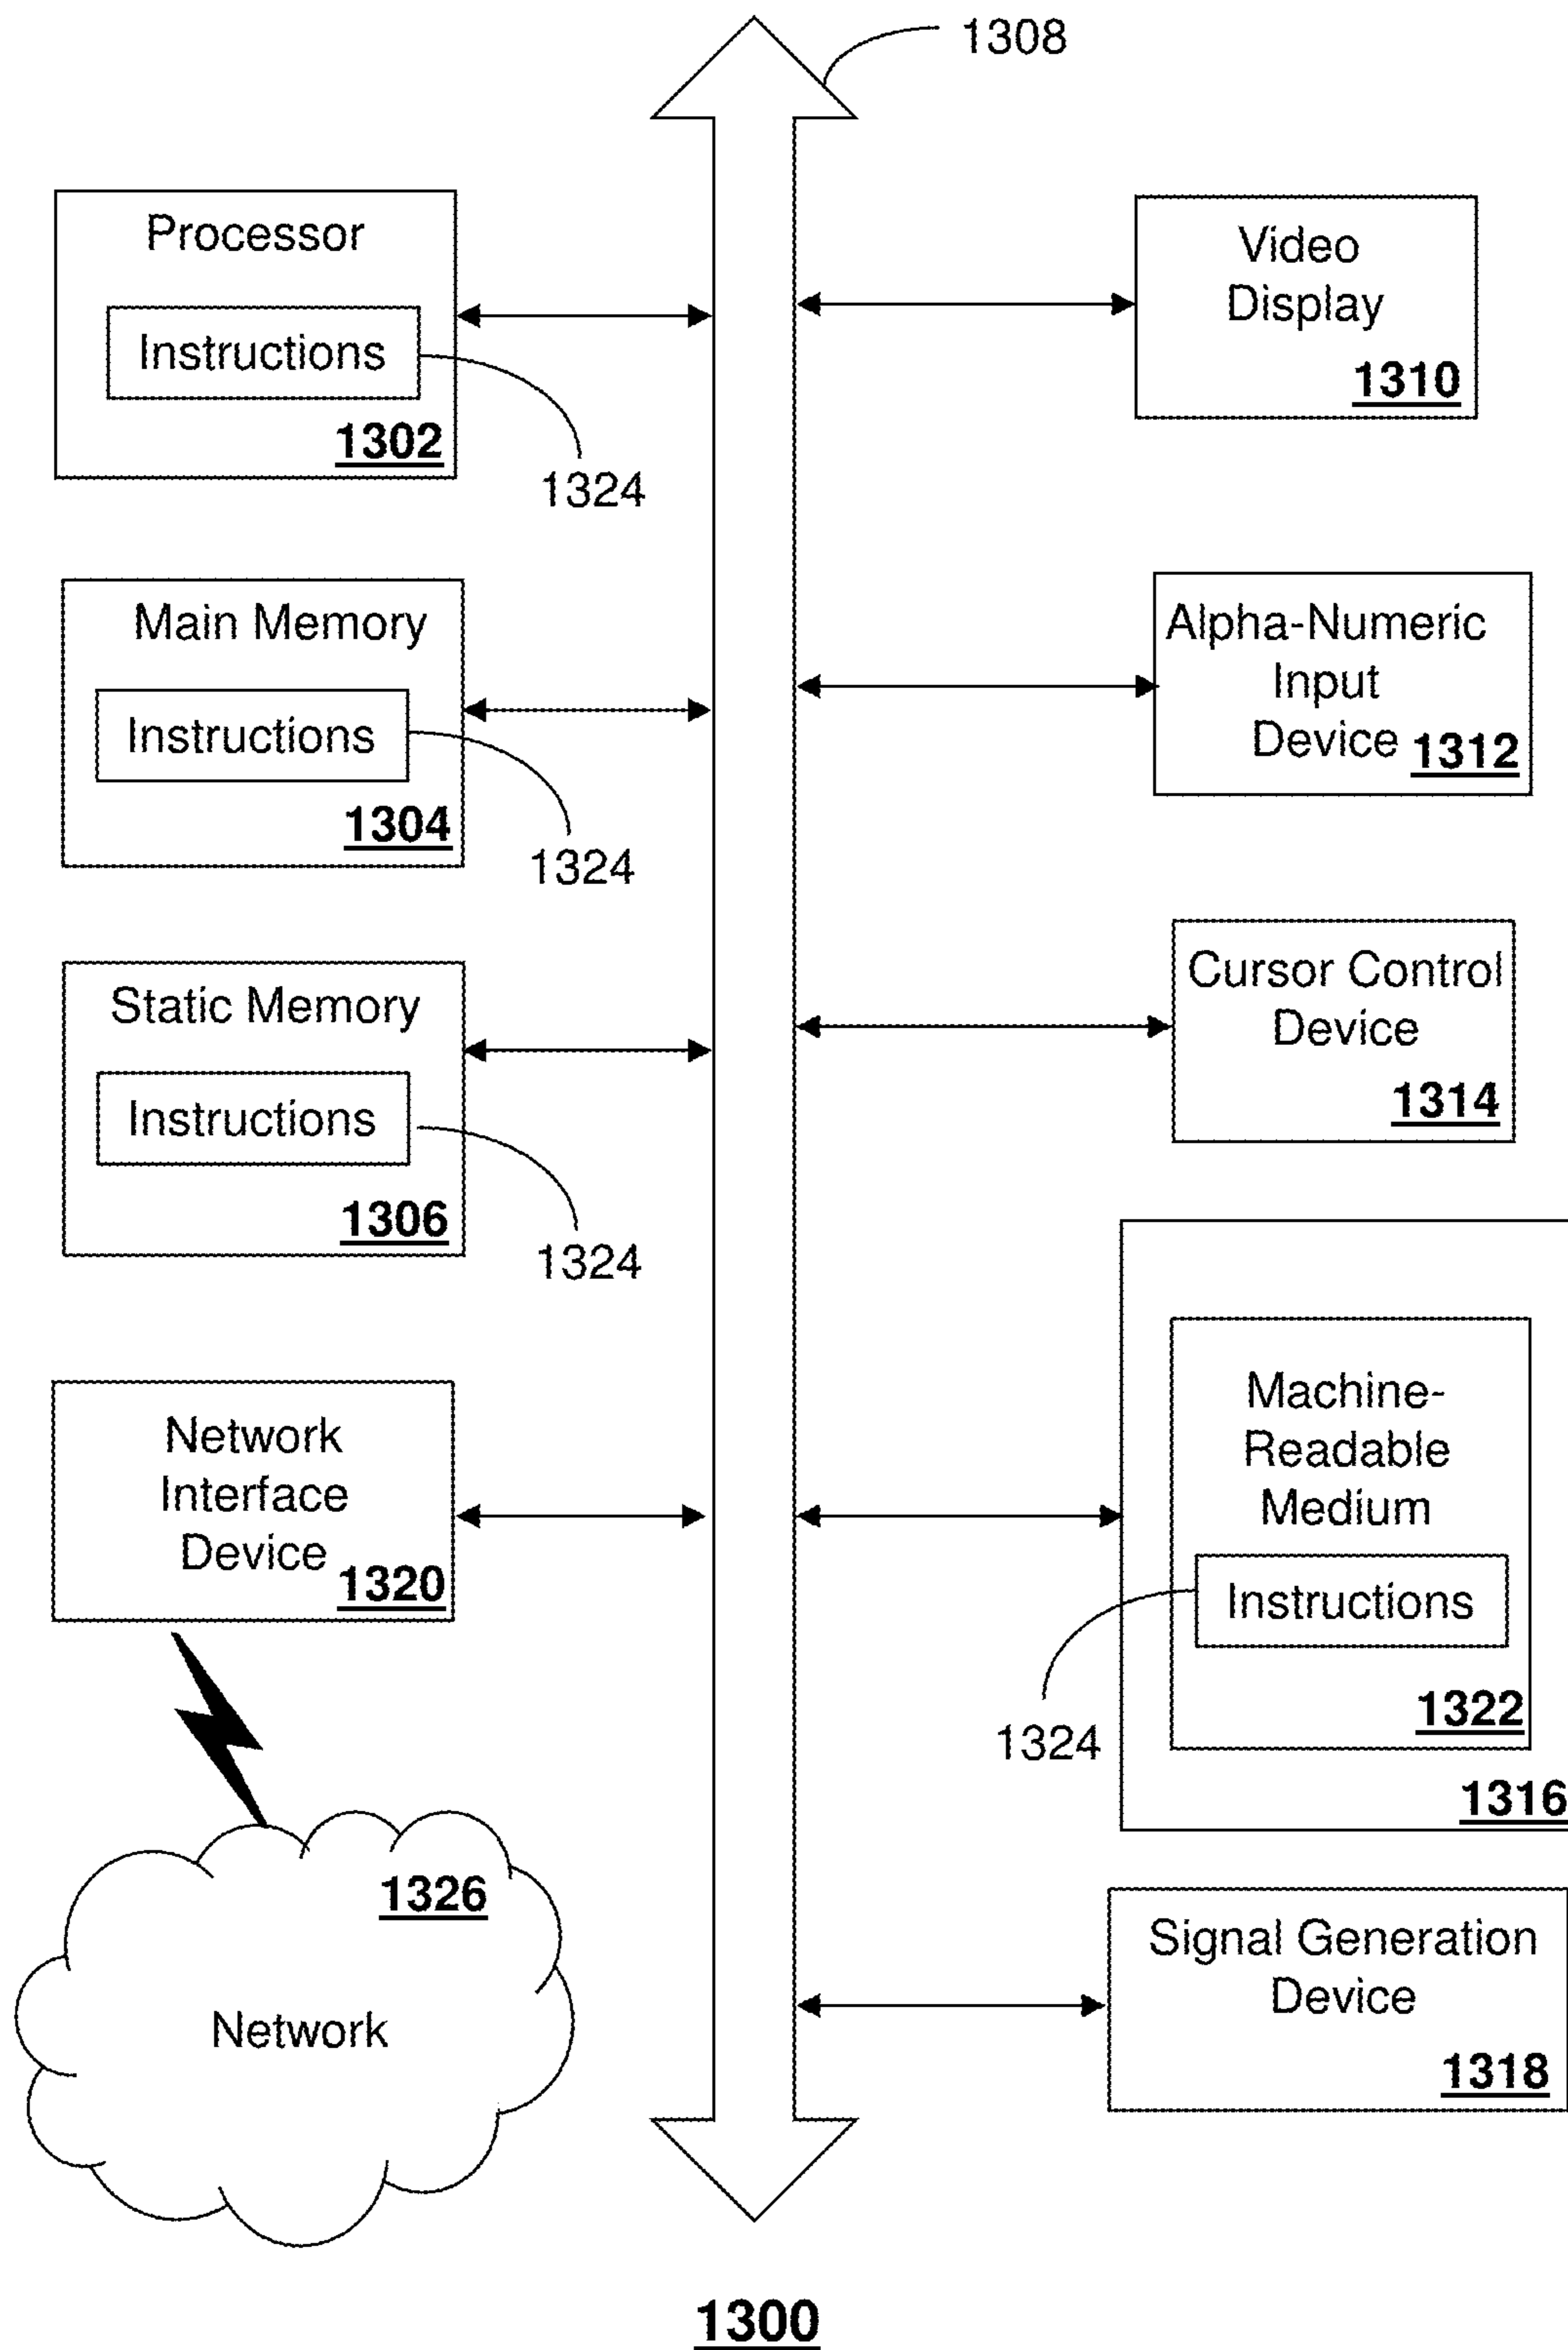 1308
Processor
Instructions
1302
1324
Main Memory
Instructions
1304
1324
Static Memory
Instructions
1306
1324
Network
Interface
Device
1320
1326
Network
Video
Display
1310
Alpha-Numeric
Input
Device 1312
Cursor Control
Device
1314
Machine-
Readable
Medium
Instructions
1322
1324
1316
Signal Generation
Device
1318
1300